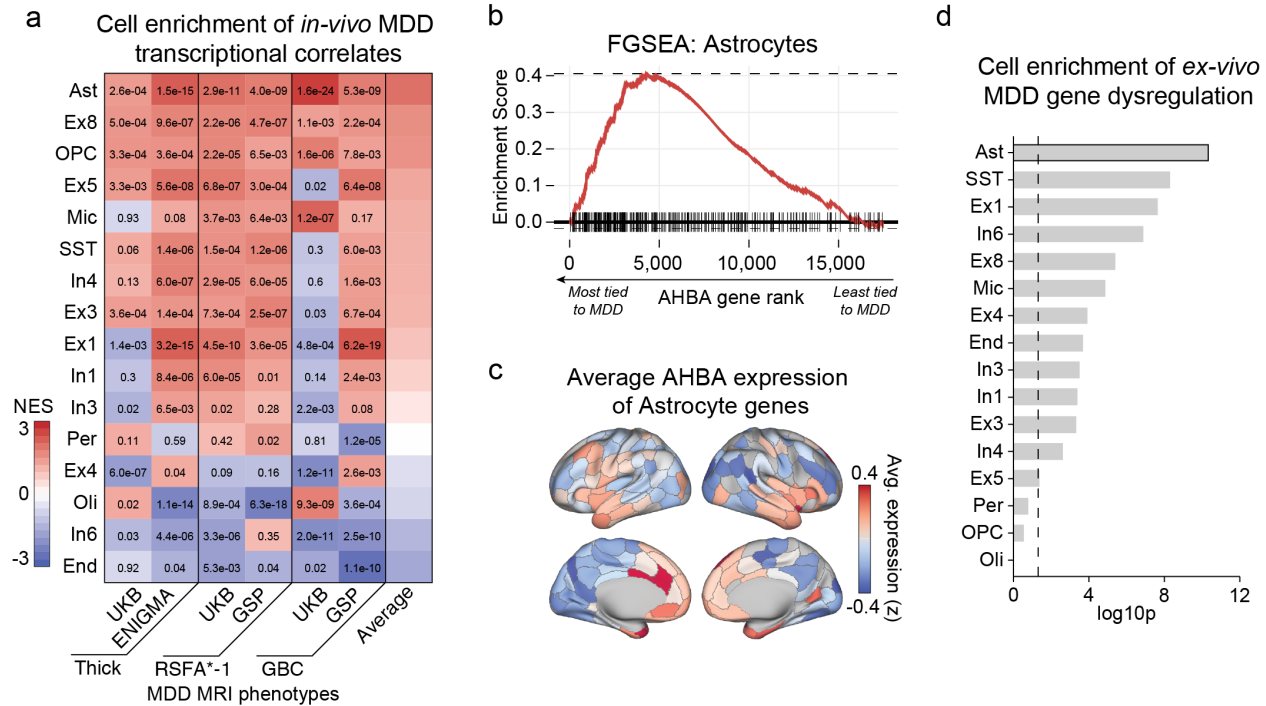 a
Cell enrichment of in-vivo MDD
transcriptional correlates
Ast 2.6e-04 1.5e-15 2.9e-11 4.0e-09 1.6e-24 5.3e-09
Ex8 5.0e-04 9.6e-07 2.2e-06 4.7e-07 1.1e-03 2.2e-04
OPC 3.3e-04 3.6e-04 2.2e-05 6.5e-03 1.6e-06 7.8e-03
Ex5 3.3e-03 5.6e-08 6.8e-07 3.0e-04 0.02 6.4e-08
Mic 0.93 0.08 3.7e-03 6.4e-03 1.2e-07 0.17
SST 0.06 1.4e-06 1.5e-04 1.2e-06 0.3 6.0e-03
In4 0.13 6.0e-07 2.9e-05 6.0e-05 0.6 1.6e-03
Ex3 3.6e-04 1.4e-04 7.3e-04 2.5e-07 0.03 6.7e-04
Ex1 1.4e-03 3.2e-15 4.5e-10 3.6e-05 4.8e-04 6.2e-19
In1 0.3 8.4e-06 6.0e-05 0.01 0.14 2.4e-03
In3 0.02 6.5e-03 0.02 0.28 2.2e-03 0.08
Per 0.11 0.59 0.42 0.02 0.81 1.2e-05
Ex4 6.0e-07 0.04 0.09 0.16 1.2e-11 2.6e-03
Oli 0.02 1.1e-14 8.9e-04 6.3e-18 9.3e-09 3.6e-04
In6 0.03 4.4e-06 3.3e-06 0.35 2.0e-11 2.5e-10
End 0.92 0.04 5.3e-03 0.04 0.02 1.1e-10
NES
3
0
-3
UKB ENIGMA UKB GSP UKB GSP Average
Thick RSFA*-1 GBC
MDD MRI phenotypes
b
FGSEA: Astrocytes
Enrichment Score
0.4
0.3
0.2
0.1
0.0
0 5,000 10,000 15,000
Most tied
to MDD
AHBA gene rank
Least tied
to MDD
c
Average AHBA expression
of Astrocyte genes
0.4
-0.4
Avg. expression (z)
d
Cell enrichment of ex-vivo
MDD gene dysregulation
Ast
SST
Ex1
In6
Ex8
Mic
Ex4
End
In3
In1
Ex3
In4
Ex5
Per
OPC
Oli
0 4 8 12
log10p